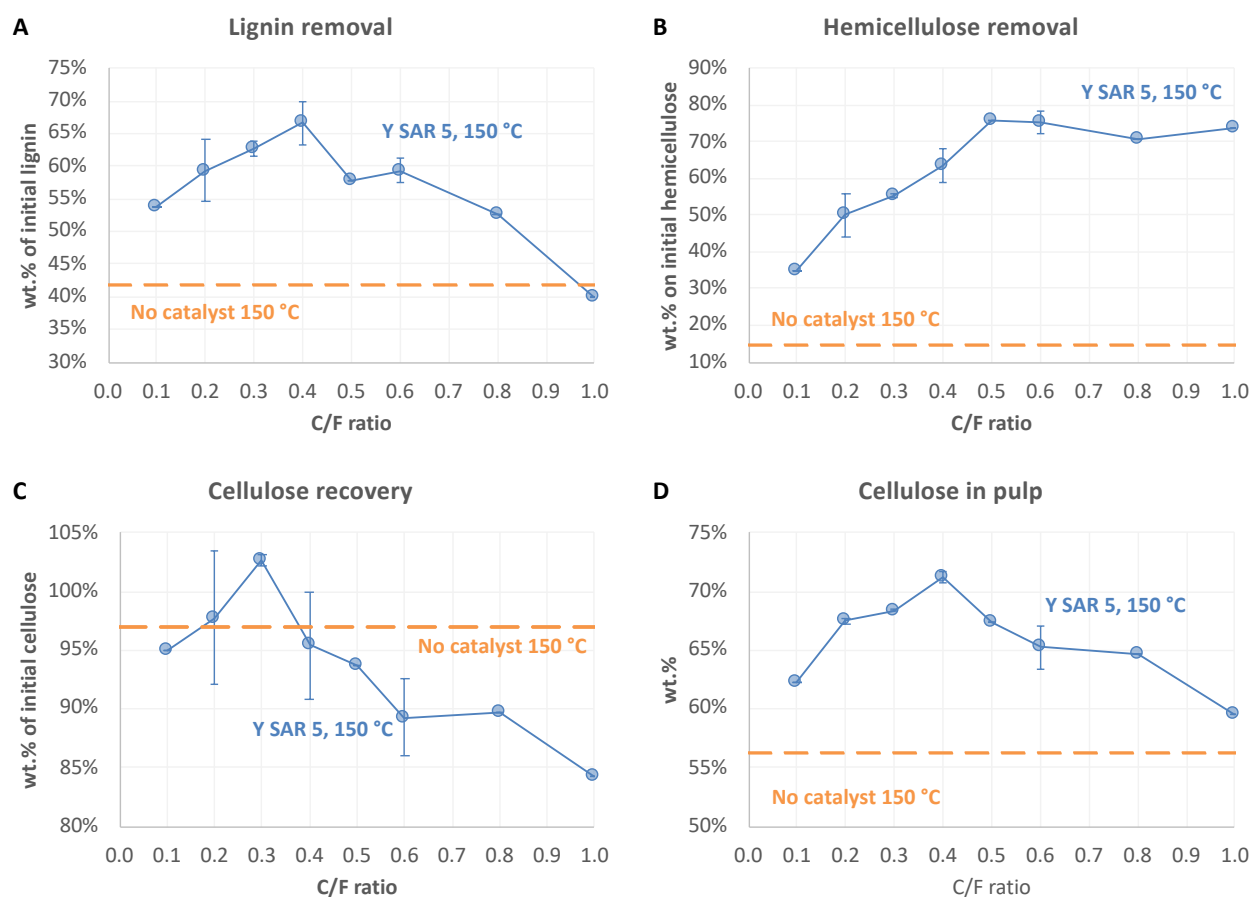 A
Lignin removal
wt.% of initial lignin
75%
70%
65%
60%
55%
50%
45%
40%
35%
30%
Y SAR 5, 150 °C
No catalyst 150 °C
0.0 0.1 0.2 0.3 0.4 0.5 0.6 0.7 0.8 0.9 1.0
C/F ratio
B
Hemicellulose removal
wt.% on initial hemicellulose
90%
80%
70%
60%
50%
40%
30%
20%
10%
Y SAR 5, 150 °C
No catalyst 150 °C
0.0 0.1 0.2 0.3 0.4 0.5 0.6 0.7 0.8 0.9 1.0
C/F ratio
C
Cellulose recovery
wt.% of initial cellulose
105%
100%
95%
90%
85%
80%
No catalyst 150 °C
Y SAR 5, 150 °C
0.0 0.1 0.2 0.3 0.4 0.5 0.6 0.7 0.8 0.9 1.0
C/F ratio
D
Cellulose in pulp
wt.%
75%
70%
65%
60%
55%
50%
Y SAR 5, 150 °C
No catalyst 150 °C
0.0 0.1 0.2 0.3 0.4 0.5 0.6 0.7 0.8 0.9 1.0
C/F ratio